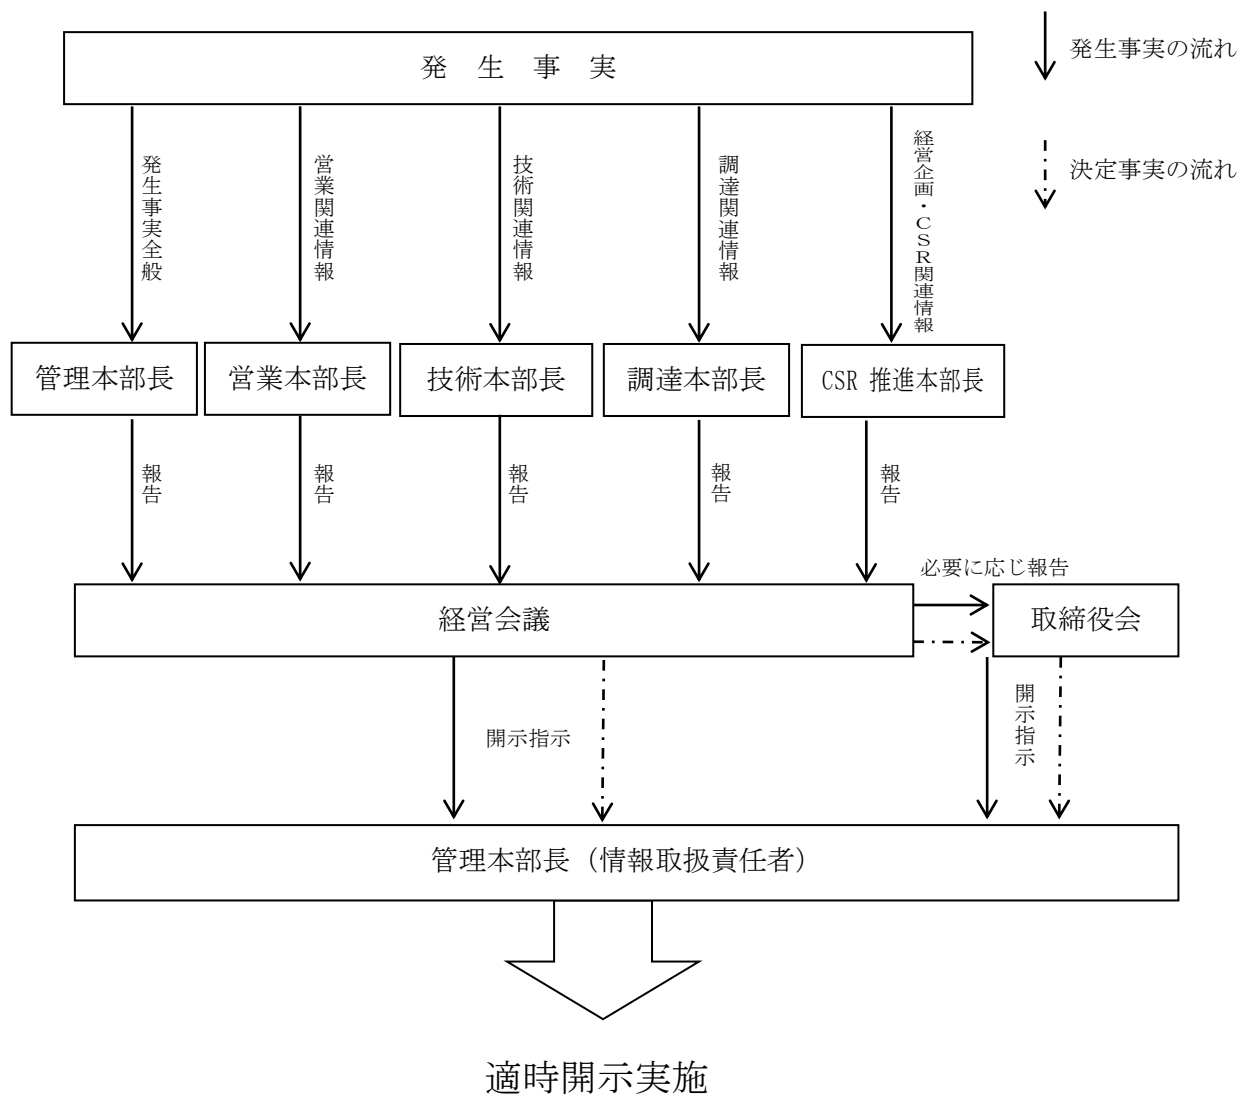 発　生　事　実
発生事実の流れ
決定事実の流れ
発生事実全般
営業関連情報
技術関連情報
調達関連情報
経営企画・CSR関連情報
管理本部長
営業本部長
技術本部長
調達本部長
CSR 推進本部長
報告
報告
報告
報告
報告
必要に応じ報告
経営会議
取締役会
開示指示
開示指示
管理本部長（情報取扱責任者）
適時開示実施